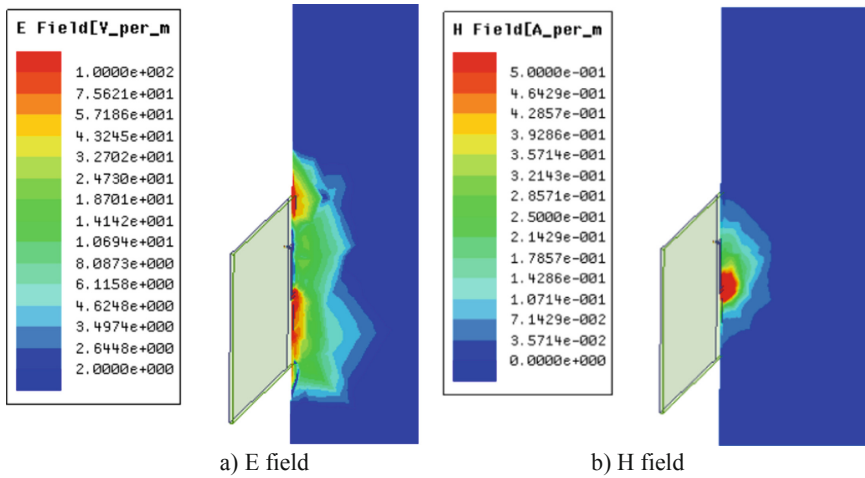 E Field[V_per_m
1.0000e+002
7.5621e+001
5.7186e+001
4.3245e+001
3.2702e+001
2.4730e+001
1.8701e+001
1.4142e+001
1.0694e+001
8.0873e+000
6.1158e+000
4.6248e+000
3.4974e+000
2.6448e+000
2.0000e+000
a) E field
H Field[A_per_m
5.0000e-001
4.6429e-001
4.2857e-001
3.9286e-001
3.5714e-001
3.2143e-001
2.8571e-001
2.5000e-001
2.1429e-001
1.7857e-001
1.4286e-001
1.0714e-001
7.1429e-002
3.5714e-002
0.0000e+000
b) H field